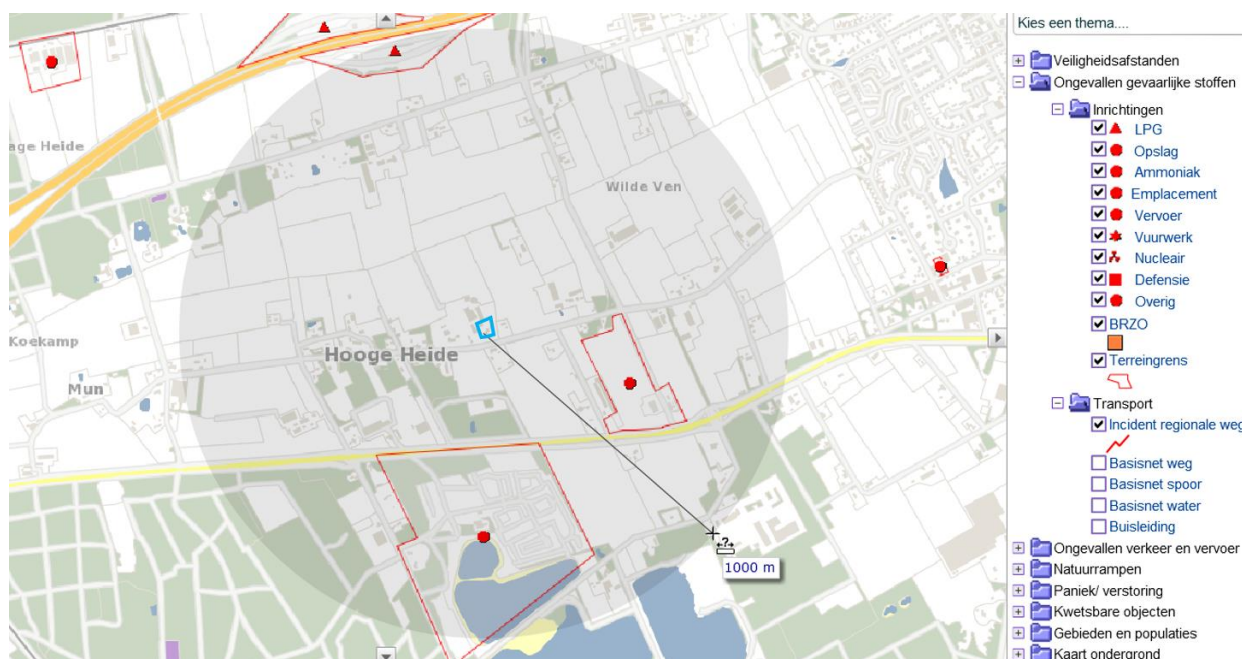 Kies een thema....
Veiligheidsafstanden
Ongevallen gevaarlijke stoffen
Inrichtingen
LPG
Opslag
Ammoniak
Emplacement
Vervoer
Vuurwerk
Nucleair
Defensie
Overig
BRZO
Terreingrens
Transport
Incident regionale weg
Basisnet weg
Basisnet spoor
Basisnet water
Buisleiding
Ongevallen verkeer en vervoer
Natuurrampen
Paniek/ verstoring
Kwetsbare objecten
Gebieden en populaties
Kaart ondergrond
age Heide
Wilde Ven
Koekamp
Hooge Heide
Mun
?
1000 m